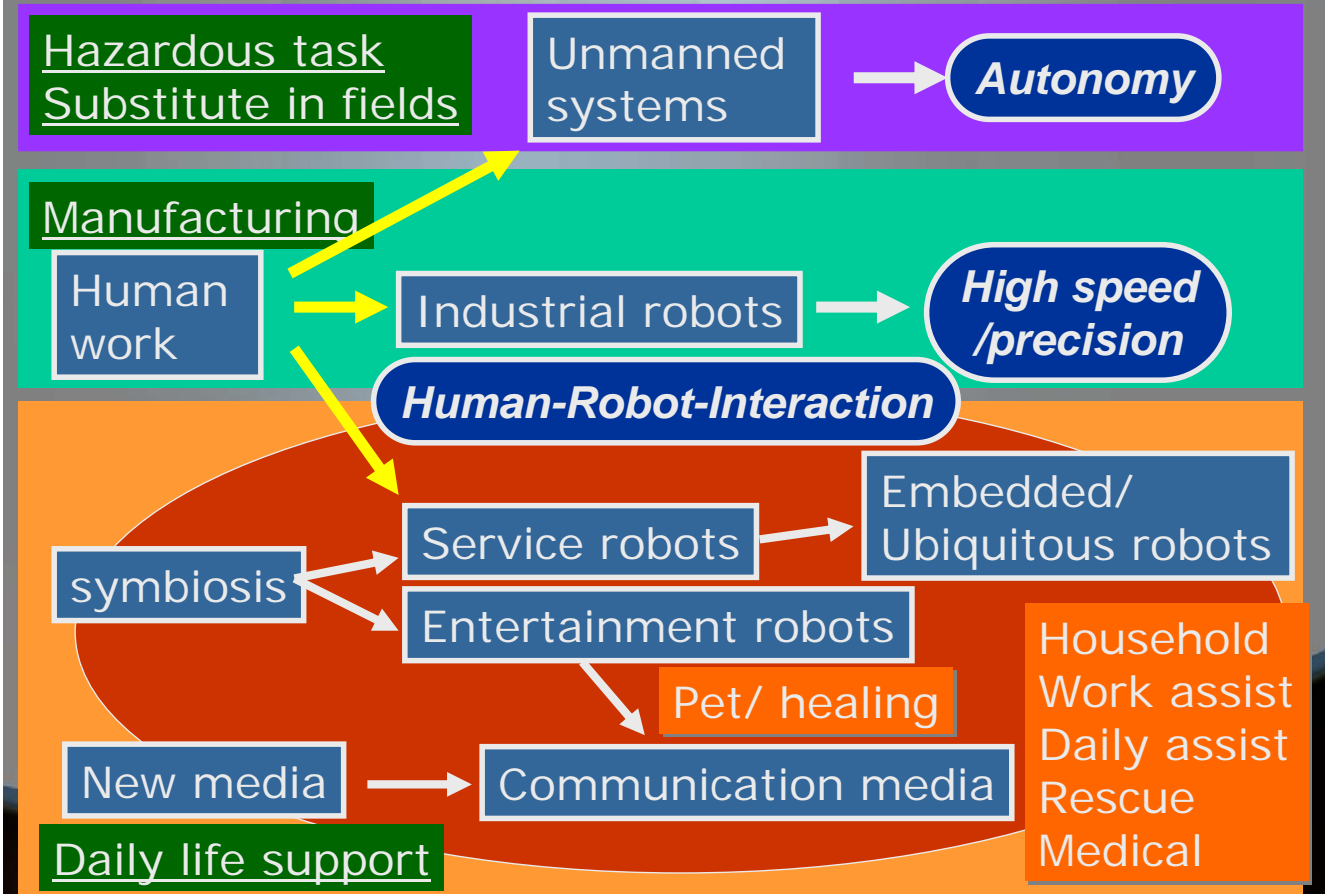 Hazardous task
Substitute in fields
Unmanned
systems
Autonomy
Manufacturing
Human
work
Industrial robots
High speed
/precision
Human-Robot-Interaction
symbiosis
Service robots
Embedded/
Ubiquitous robots
Entertainment robots
Pet/ healing
Household
Work assist
Daily assist
Rescue
Medical
New media
Communication media
Daily life support